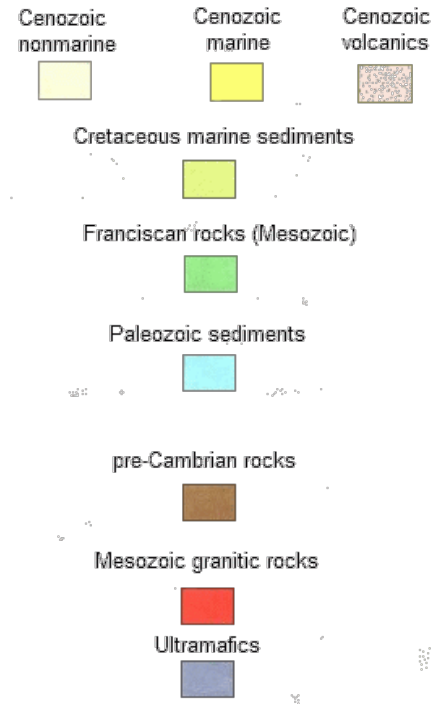 Cenozoic nonmarine
Cenozoic marine
Cenozoic volcanics
Cretaceous marine sediments
Franciscan rocks (Mesozoic)
Paleozoic sediments
pre-Cambrian rocks
Mesozoic granitic rocks
Ultramafics